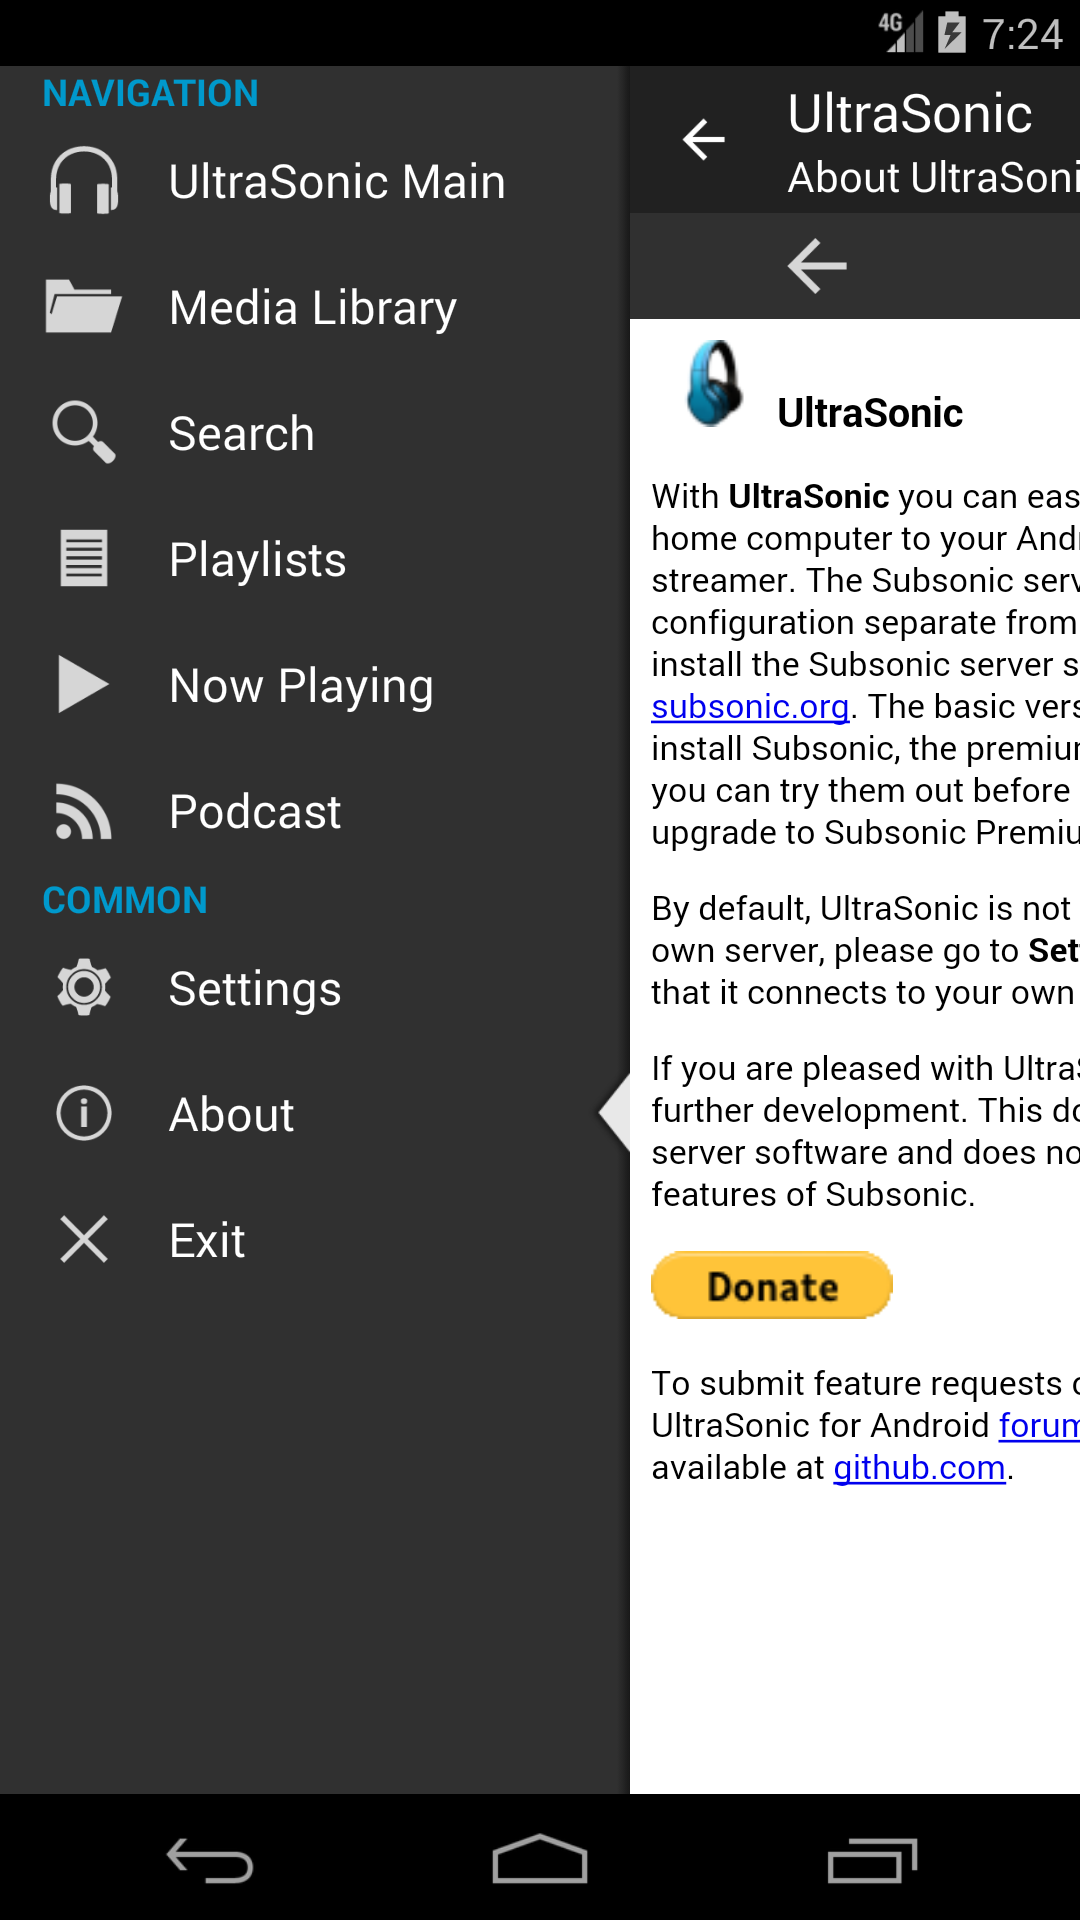 4G 7:24
NAVIGATION
UltraSonic Main
Media Library
Search
Playlists
Now Playing
Podcast
COMMON
Settings
About
Exit
UltraSonic
About UltraSoni
UltraSonic
With UltraSonic you can eas
home computer to your Andr
streamer. The Subsonic serv
configuration separate from
install the Subsonic server s
subsonic.org. The basic vers
install Subsonic, the premiun
you can try them out before
upgrade to Subsonic Premiu
By default, UltraSonic is not
own server, please go to Set
that it connects to your own
If you are pleased with UltraS
further development. This do
server software and does no
features of Subsonic.
Donate
To submit feature requests o
UltraSonic for Android forum
available at github.com.